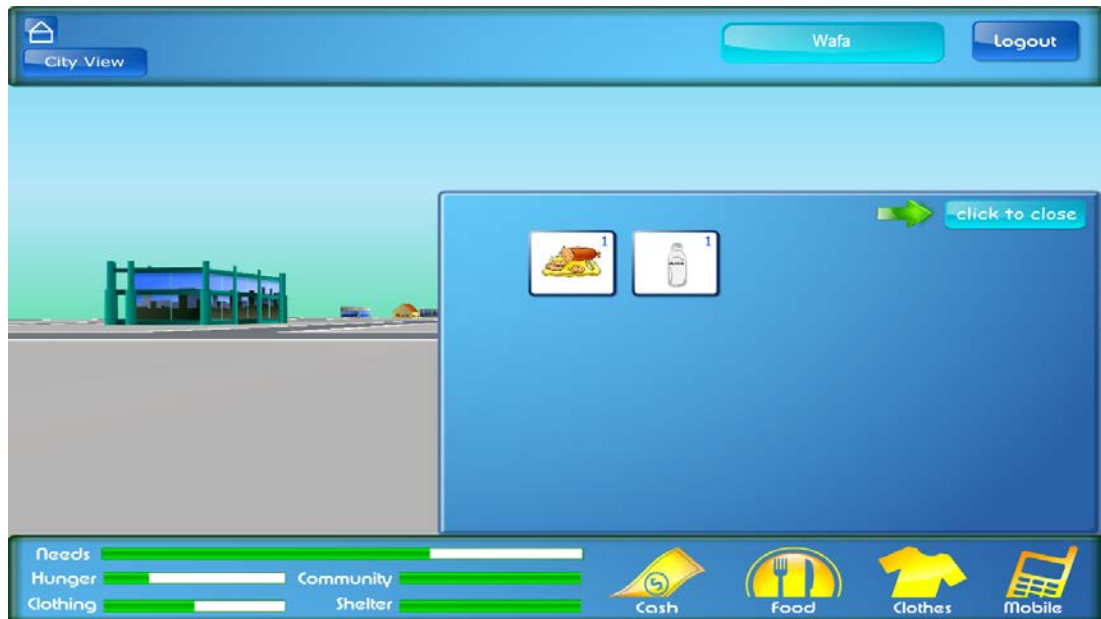 Wafa
Logout
City View
click to close
1
1
Needs
Hunger
Community
Clothing
Shelter
Cash
Food
Clothes
Mobile